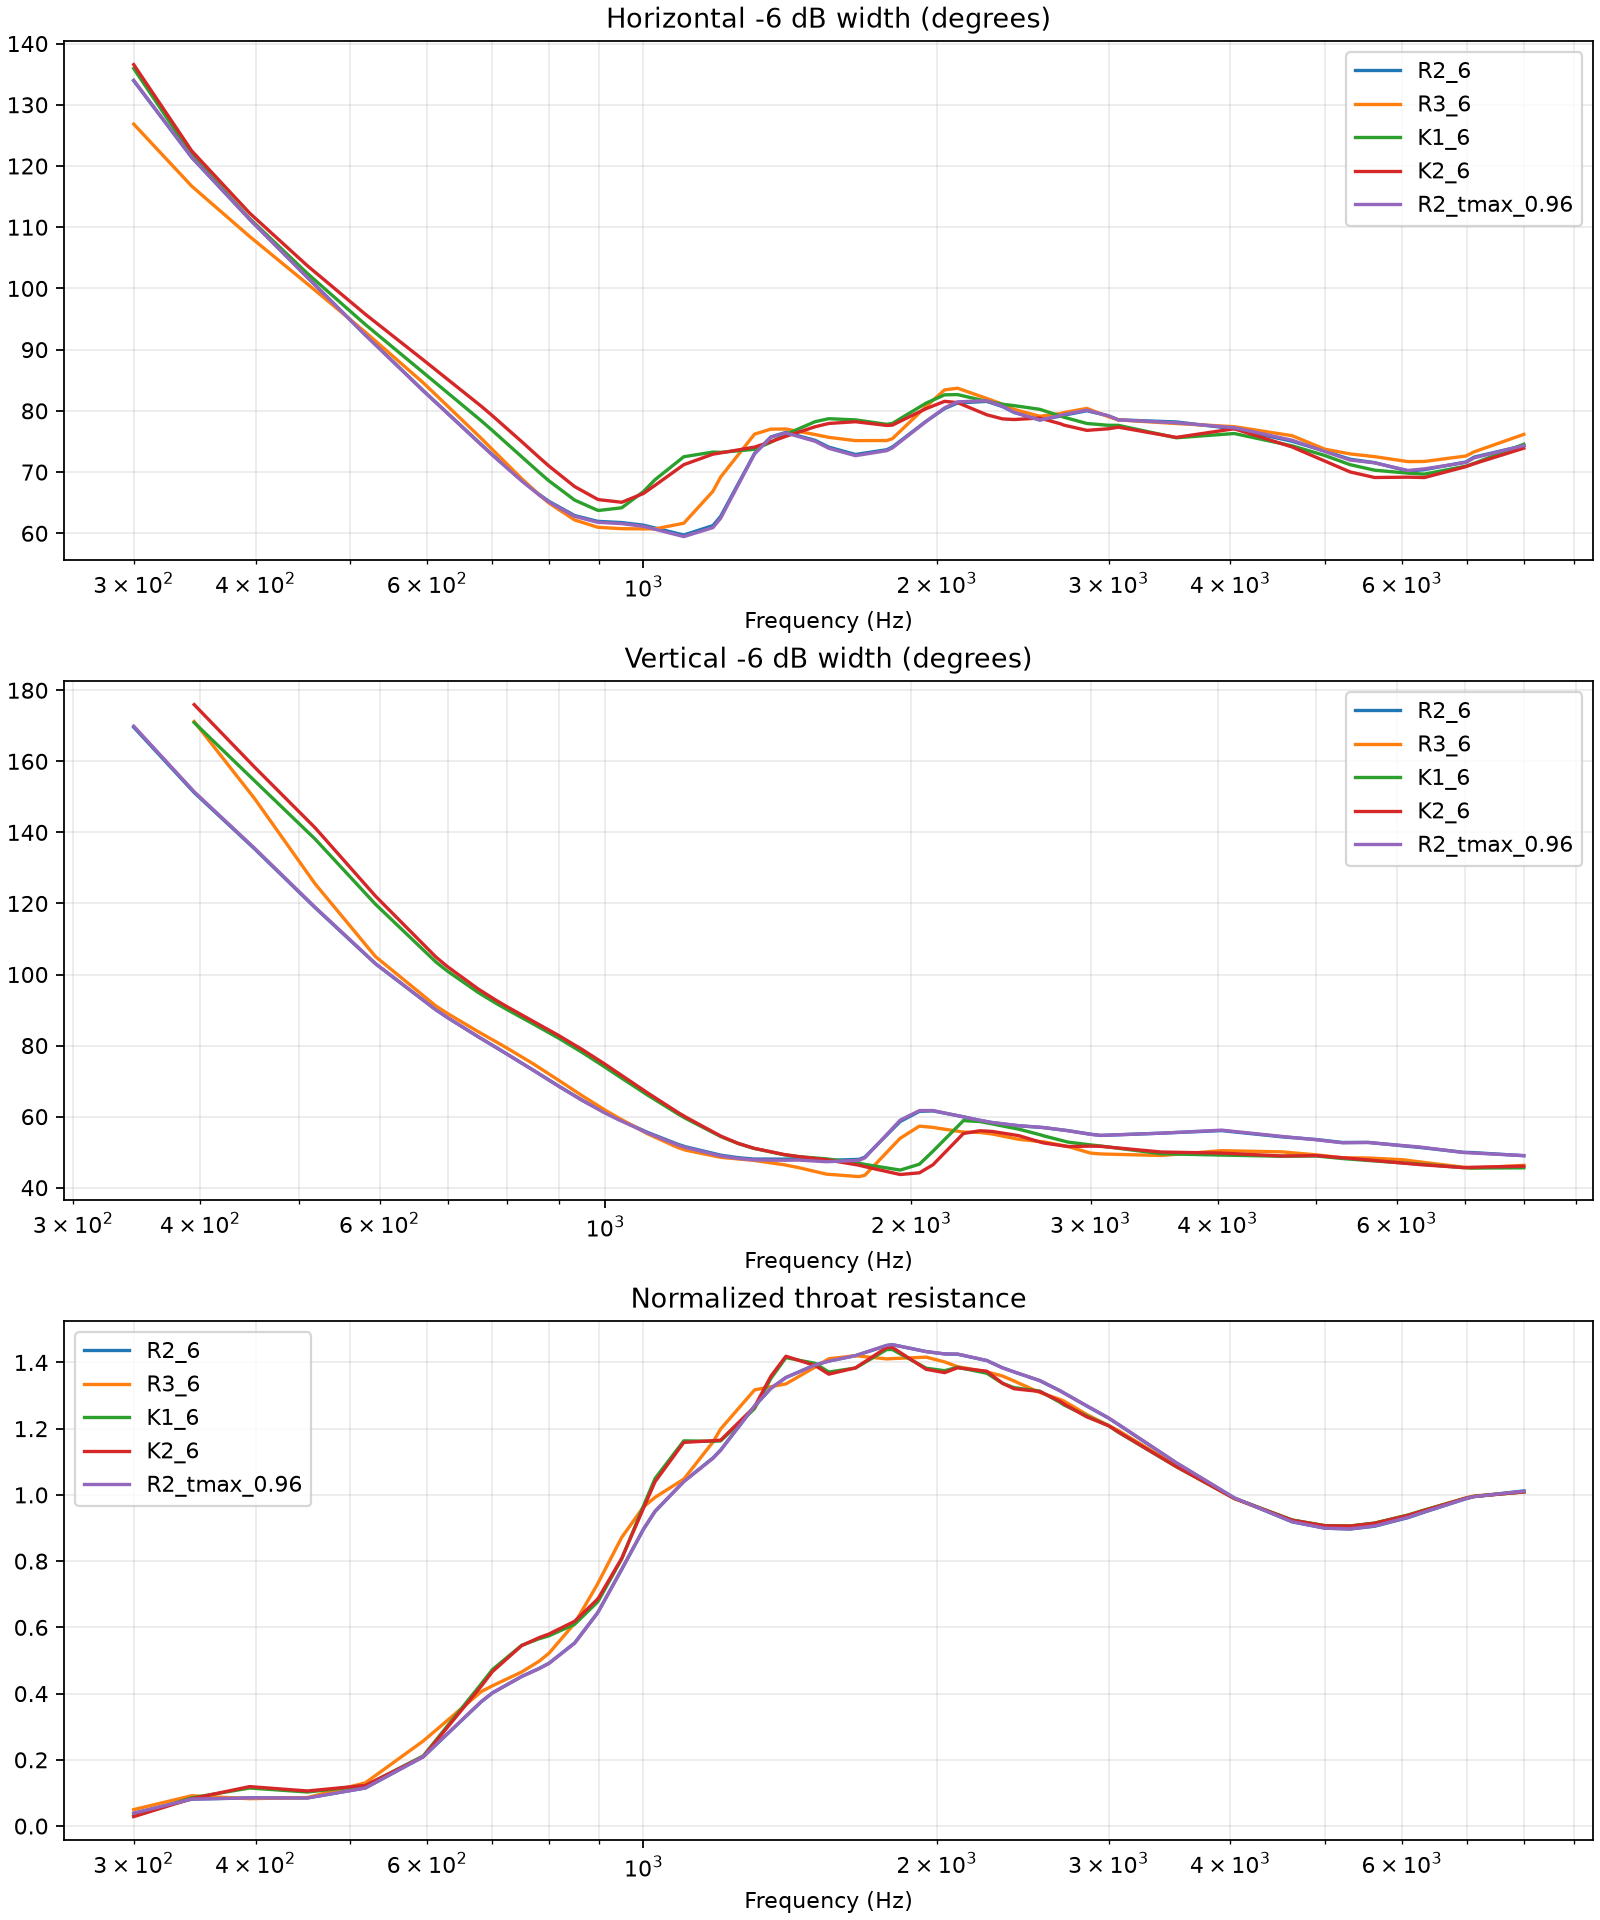 Horizontal -6 dB width (degrees)
140
130
120
110
100
90
80
70
60
R2_6
R3_6
K1_6
K2_6
R2_tmax_0.96
3 × 10² 4 × 10² 6 × 10² 10³ 2 × 10³ 3 × 10³ 4 × 10³ 6 × 10³
Frequency (Hz)
Vertical -6 dB width (degrees)
180
160
140
120
100
80
60
40
R2_6
R3_6
K1_6
K2_6
R2_tmax_0.96
3 × 10² 4 × 10² 6 × 10² 10³ 2 × 10³ 3 × 10³ 4 × 10³ 6 × 10³
Frequency (Hz)
Normalized throat resistance
1.4
1.2
1.0
0.8
0.6
0.4
0.2
0.0
R2_6
R3_6
K1_6
K2_6
R2_tmax_0.96
3 × 10² 4 × 10² 6 × 10² 10³ 2 × 10³ 3 × 10³ 4 × 10³ 6 × 10³
Frequency (Hz)